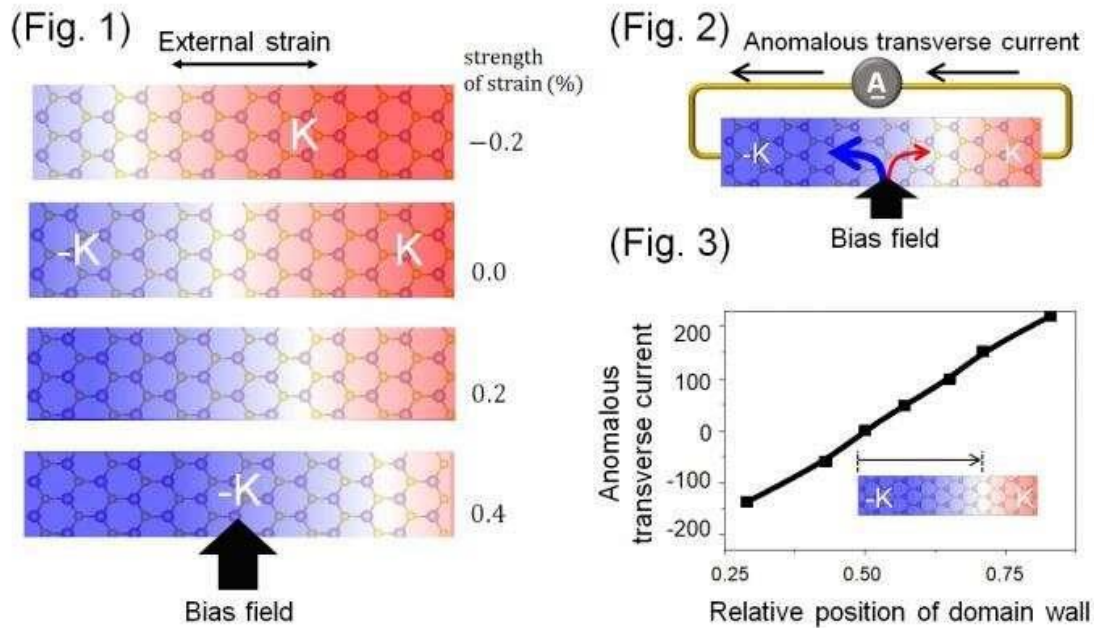 (Fig. 1)
External strain
strength
of strain (%)
K
−0.2
-K
K
0.0
0.2
-K
0.4
Bias field
(Fig. 2)
Anomalous transverse current
A
-K
K
Bias field
(Fig. 3)
Anomalous
transverse current
200
100
0
-100
-200
-K
K
0.25
0.50
0.75
Relative position of domain wall